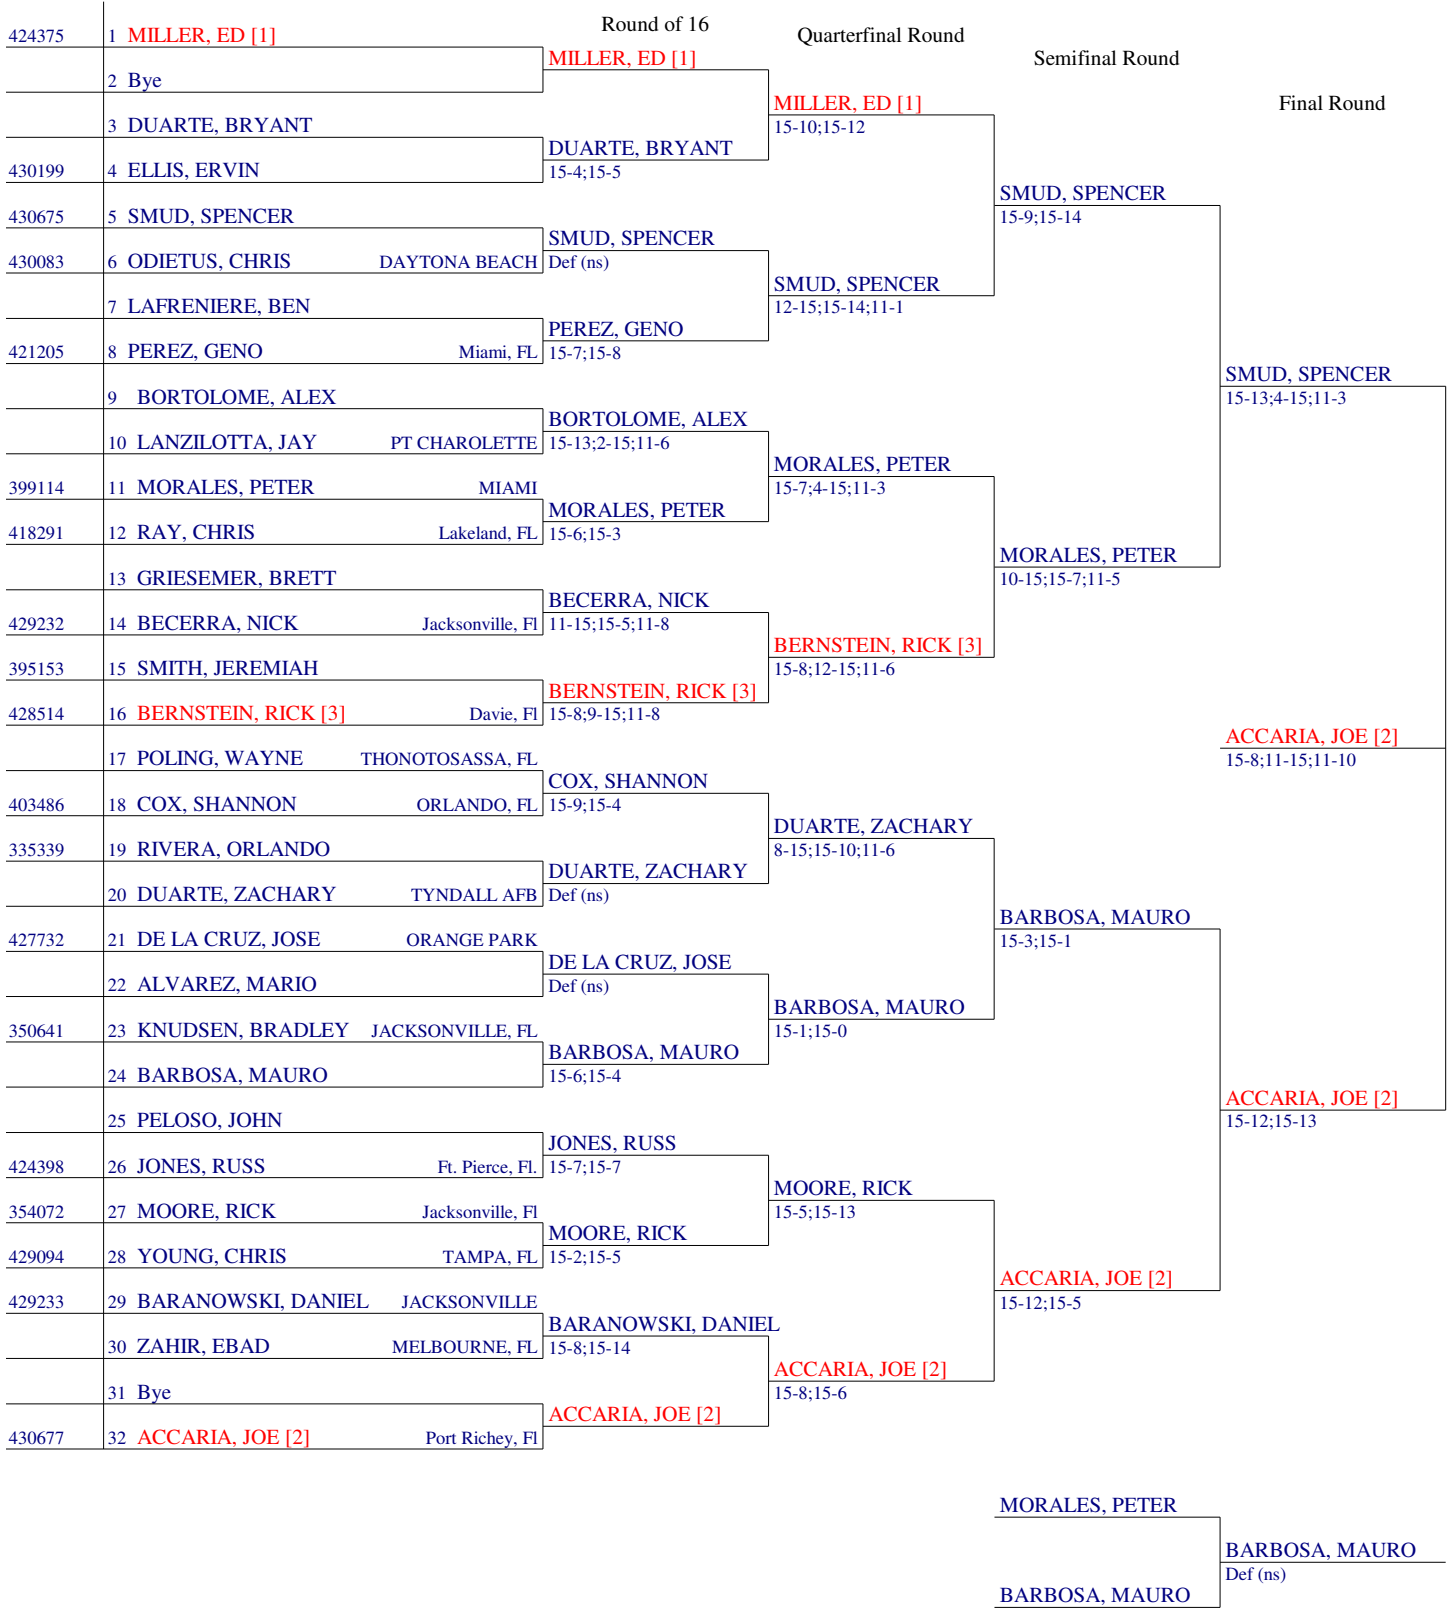 Round of 16
Quarterfinal Round
Semifinal Round
Final Round
424375 1 MILLER, ED [1]
MILLER, ED [1]
2 Bye
MILLER, ED [1]
15-10;15-12
3 DUARTE, BRYANT
DUARTE, BRYANT
15-4;15-5
430199 4 ELLIS, ERVIN
SMUD, SPENCER
15-9;15-14
430675 5 SMUD, SPENCER
SMUD, SPENCER
Def (ns)
430083 6 ODIETUS, CHRIS DAYTONA BEACH
SMUD, SPENCER
12-15;15-14;11-1
7 LAFRENIERE, BEN
PEREZ, GENO
15-7;15-8
421205 8 PEREZ, GENO Miami, FL
SMUD, SPENCER
15-13;4-15;11-3
9 BORTOLOME, ALEX
BORTOLOME, ALEX
15-13;2-15;11-6
10 LANZILOTTA, JAY PT CHAROLETTE
MORALES, PETER
15-7;4-15;11-3
399114 11 MORALES, PETER MIAMI
MORALES, PETER
15-6;15-3
418291 12 RAY, CHRIS Lakeland, FL
MORALES, PETER
10-15;15-7;11-5
13 GRIESEMER, BRETT
BECERRA, NICK
11-15;15-5;11-8
429232 14 BECERRA, NICK Jacksonville, Fl
BERNSTEIN, RICK [3]
15-8;12-15;11-6
395153 15 SMITH, JEREMIAH
BERNSTEIN, RICK [3]
15-8;9-15;11-8
428514 16 BERNSTEIN, RICK [3] Davie, Fl
ACCARIA, JOE [2]
15-8;11-15;11-10
17 POLING, WAYNE THONOTOSASSA, FL
COX, SHANNON
15-9;15-4
403486 18 COX, SHANNON ORLANDO, FL
DUARTE, ZACHARY
8-15;15-10;11-6
335339 19 RIVERA, ORLANDO
DUARTE, ZACHARY
Def (ns)
20 DUARTE, ZACHARY TYNDALL AFB
BARBOSA, MAURO
15-3;15-1
427732 21 DE LA CRUZ, JOSE ORANGE PARK
DE LA CRUZ, JOSE
Def (ns)
22 ALVAREZ, MARIO
BARBOSA, MAURO
15-1;15-0
350641 23 KNUDSEN, BRADLEY JACKSONVILLE, FL
BARBOSA, MAURO
15-6;15-4
24 BARBOSA, MAURO
ACCARIA, JOE [2]
15-12;15-13
25 PELOSO, JOHN
JONES, RUSS
15-7;15-7
424398 26 JONES, RUSS Ft. Pierce, Fl.
MOORE, RICK
15-5;15-13
354072 27 MOORE, RICK Jacksonville, Fl
MOORE, RICK
15-2;15-5
429094 28 YOUNG, CHRIS TAMPA, FL
ACCARIA, JOE [2]
15-12;15-5
429233 29 BARANOWSKI, DANIEL JACKSONVILLE
BARANOWSKI, DANIEL
15-8;15-14
30 ZAHIR, EBAD MELBOURNE, FL
ACCARIA, JOE [2]
15-8;15-6
31 Bye
ACCARIA, JOE [2]
430677 32 ACCARIA, JOE [2] Port Richey, Fl
MORALES, PETER
BARBOSA, MAURO
Def (ns)
BARBOSA, MAURO